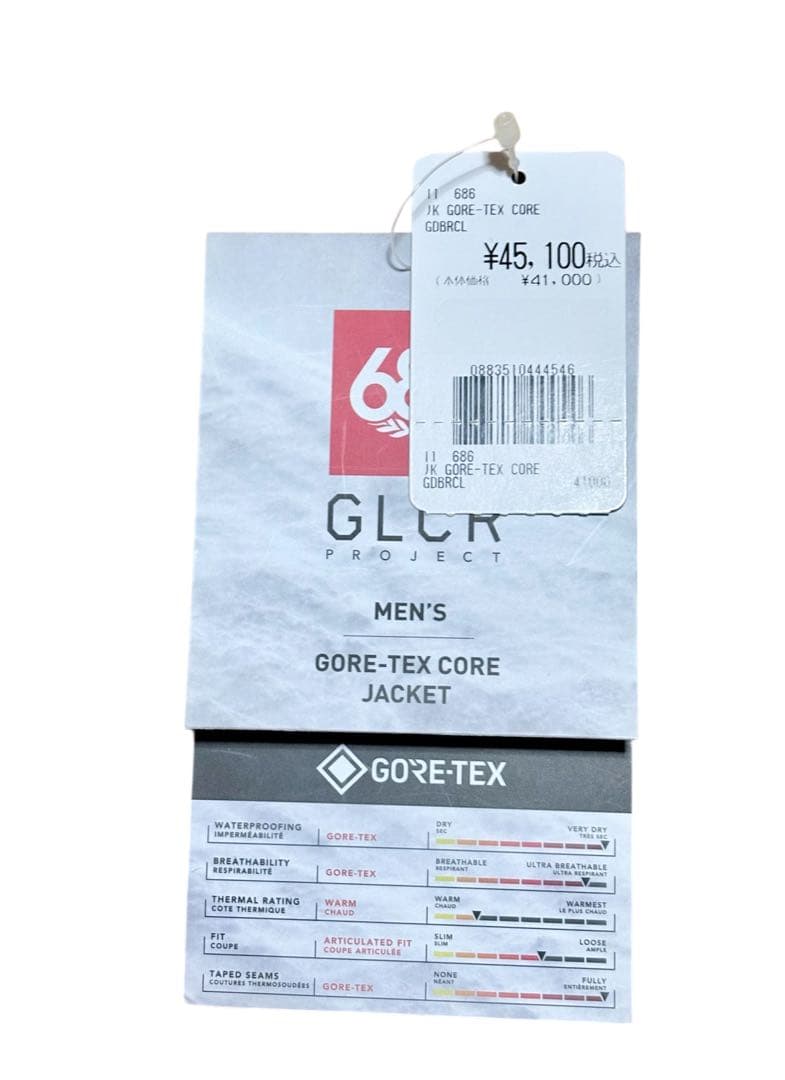 11 686
JK GORE-TEX CORE
GDBRCL
¥45,100税込
(本体価格 ¥41,000)
0883510444546
11 686
JK GORE-TEX CORE
GDBRCL
41000
68
GLCR
PROJECT
MEN'S
GORE-TEX CORE
JACKET
GORE-TEX
WATERPROOFING
IMPERMÉABILITÉ
GORE-TEX
DRY
SEC
VERY DRY
TRÈS SEC
BREATHABILITY
RESPIRABILITÉ
GORE-TEX
BREATHABLE
RESPIRANT
ULTRA BREATHABLE
ULTRA RESPIRANT
THERMAL RATING
COTE THERMIQUE
WARM
CHAUD
WARM
CHAUD
WARMEST
LE PLUS CHAUD
FIT
COUPE
ARTICULATED FIT
COUPE ARTICULÉE
SLIM
SLIM
LOOSE
AMPLE
TAPED SEAMS
COUTURES THERMOSOUDÉES
GORE-TEX
NONE
NÉANT
FULLY
ENTIÈREMENT